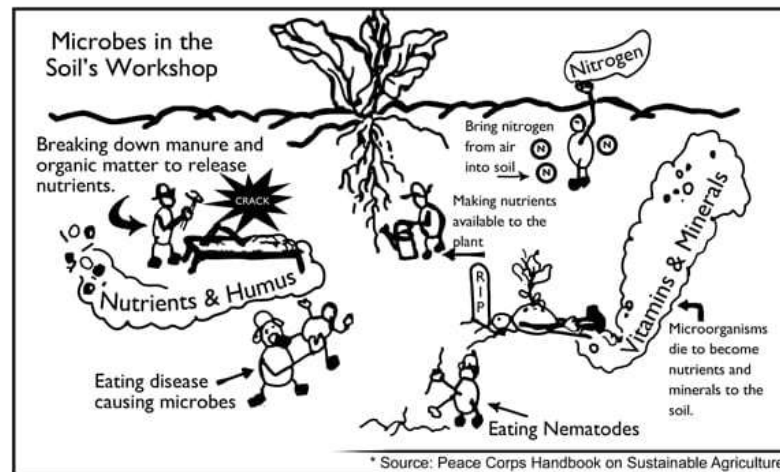 Microbes in the
Soil's Workshop
Nitrogen
Breaking down manure and
organic matter to release
nutrients.
CRACK
Bring nitrogen
from air
into soil
N
N
N
N
Making nutrients
available to the
plant
Nutrients & Humus
RIP
Vitamins & Minerals
Microorganisms
die to become
nutrients and
minerals to the
soil.
Eating disease
causing microbes
Eating Nematodes
* Source: Peace Corps Handbook on Sustainable Agriculture